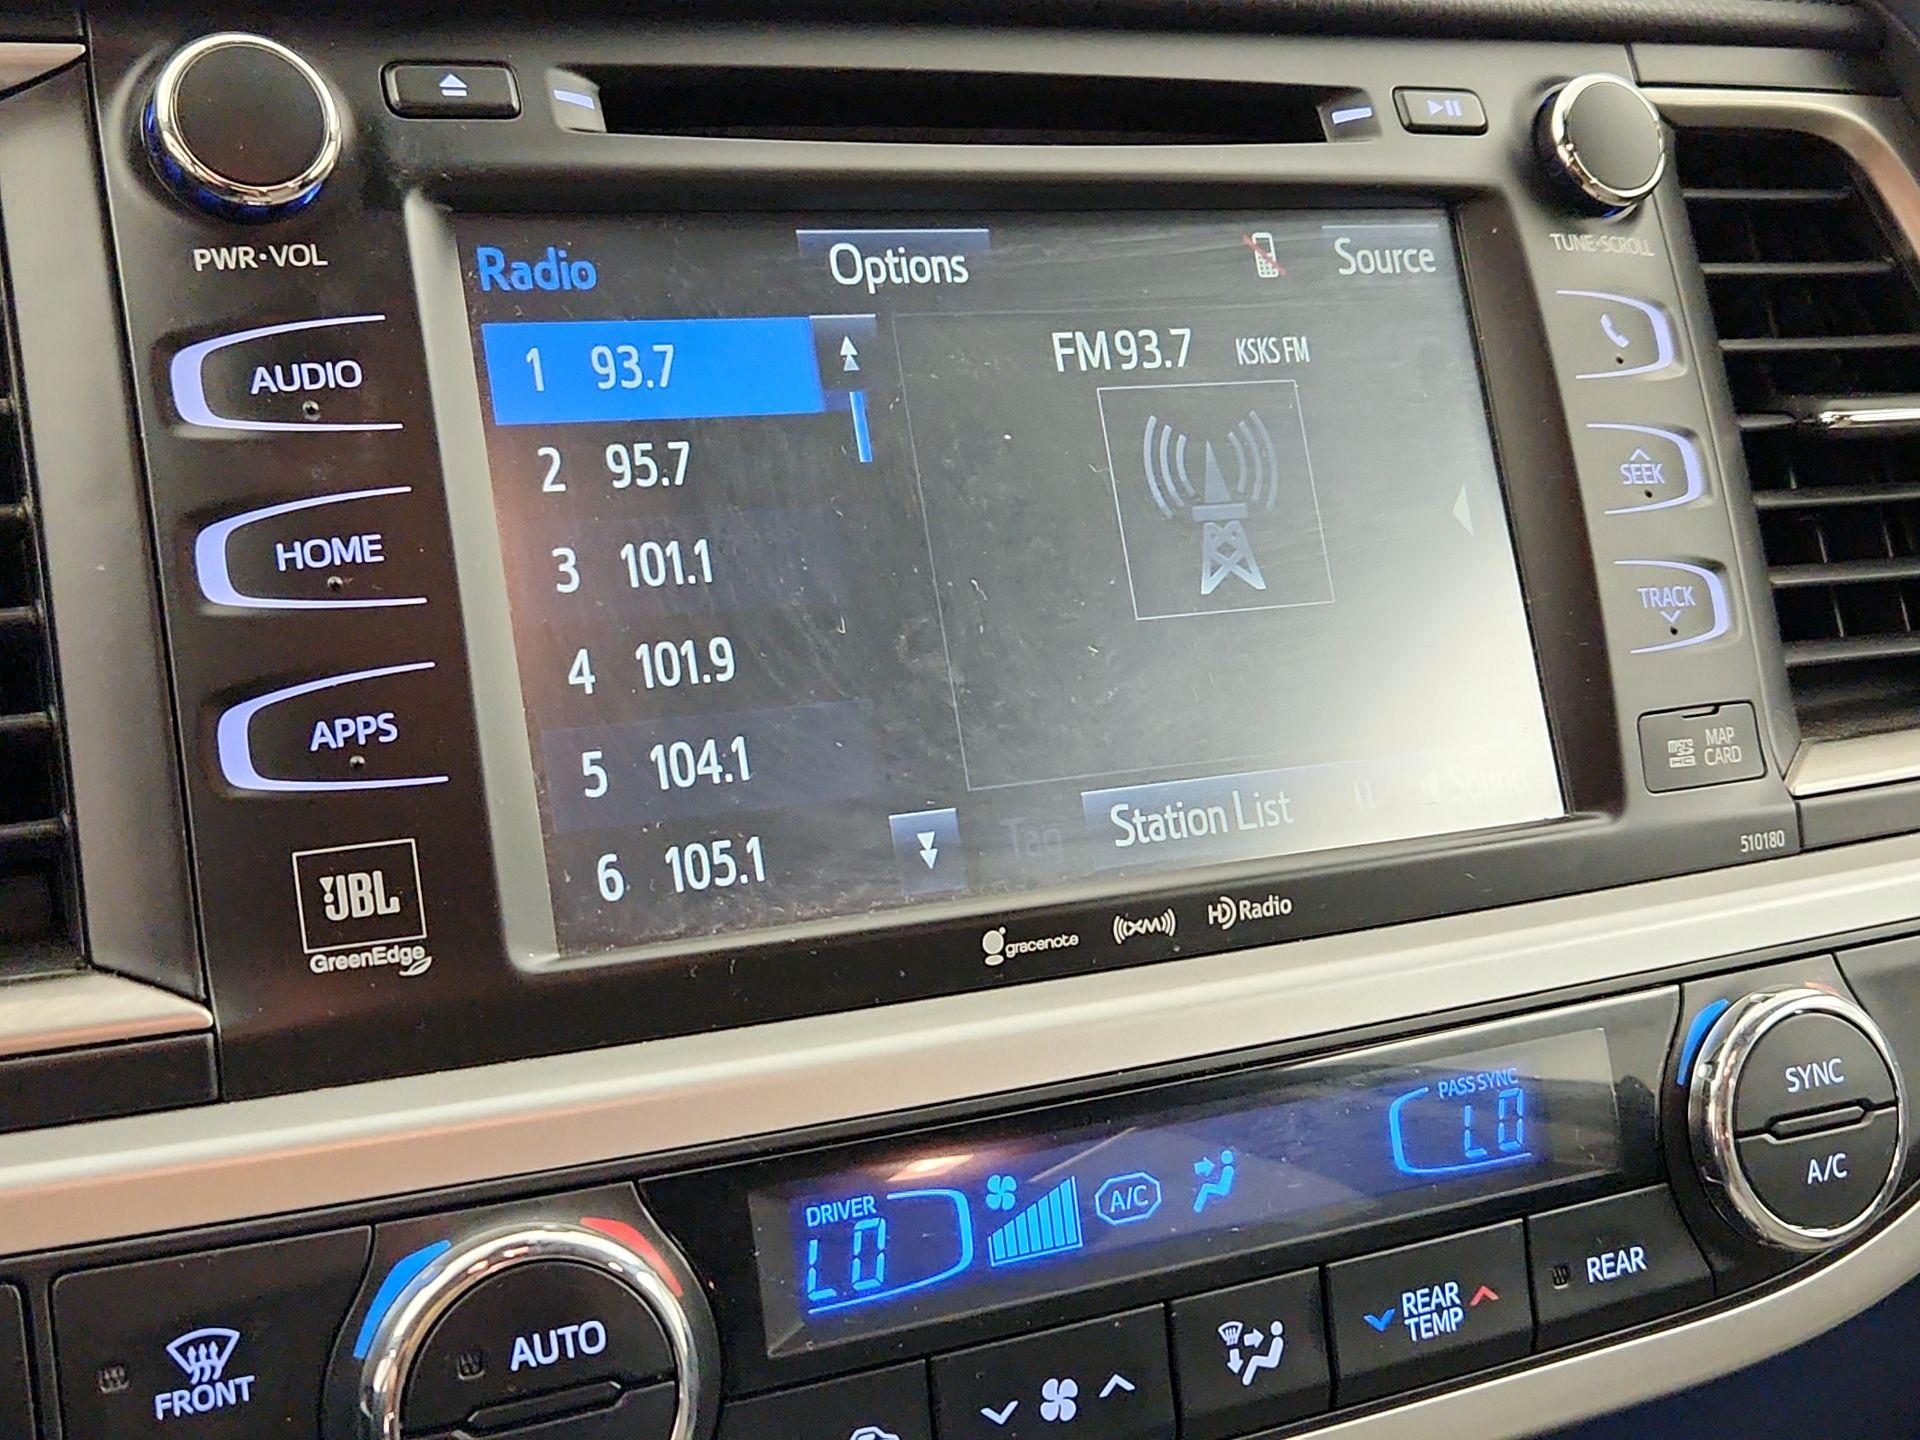 PWR•VOL
TUNE•SCROLL
Radio
Options
Source
1 93.7
2 95.7
3 101.1
4 101.9
5 104.1
6 105.1
FM 93.7 KSKS FM
Tag
Station List
Sound
AUDIO
HOME
APPS
SEEK
TRACK
MAP CARD
micro
510180
JBL
GreenEdge
gracenote
((XM))
HD Radio
DRIVER
LO
A/C
PASS SYNC
LO
SYNC
A/C
FRONT
AUTO
REAR TEMP
REAR